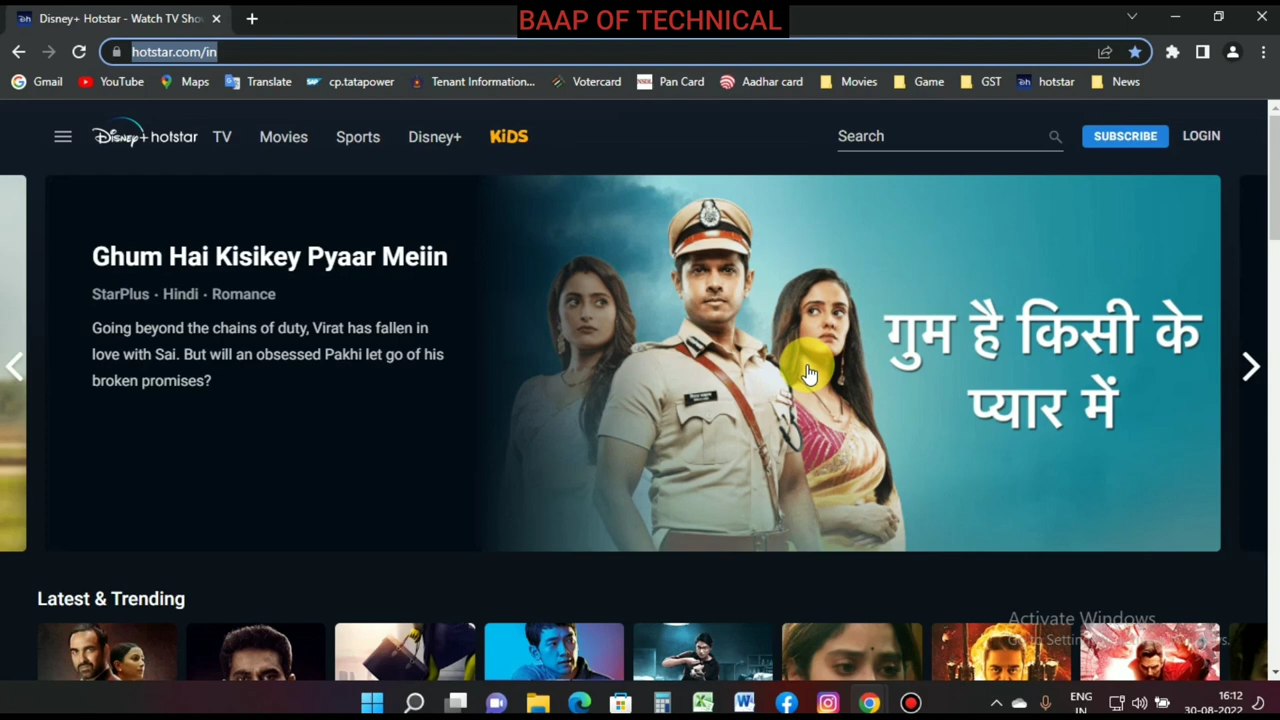 BAAP OF TECHNICAL
Disney+ Hotstar - Watch TV Sho
hotstar.com/in
Gmail YouTube Maps Translate cp.tatapower Tenant Information... Votercard Pan Card Aadhar card Movies Game GST hotstar News
Disney+ hotstar TV Movies Sports Disney+ KiDS Search SUBSCRIBE LOGIN
Ghum Hai Kisikey Pyaar Meiin
StarPlus · Hindi · Romance
Going beyond the chains of duty, Virat has fallen in
love with Sai. But will an obsessed Pakhi let go of his
broken promises?
गुम है किसी के
प्यार में
Latest & Trending
Activate Windows
ENG
IN
16:12
30-08-2022